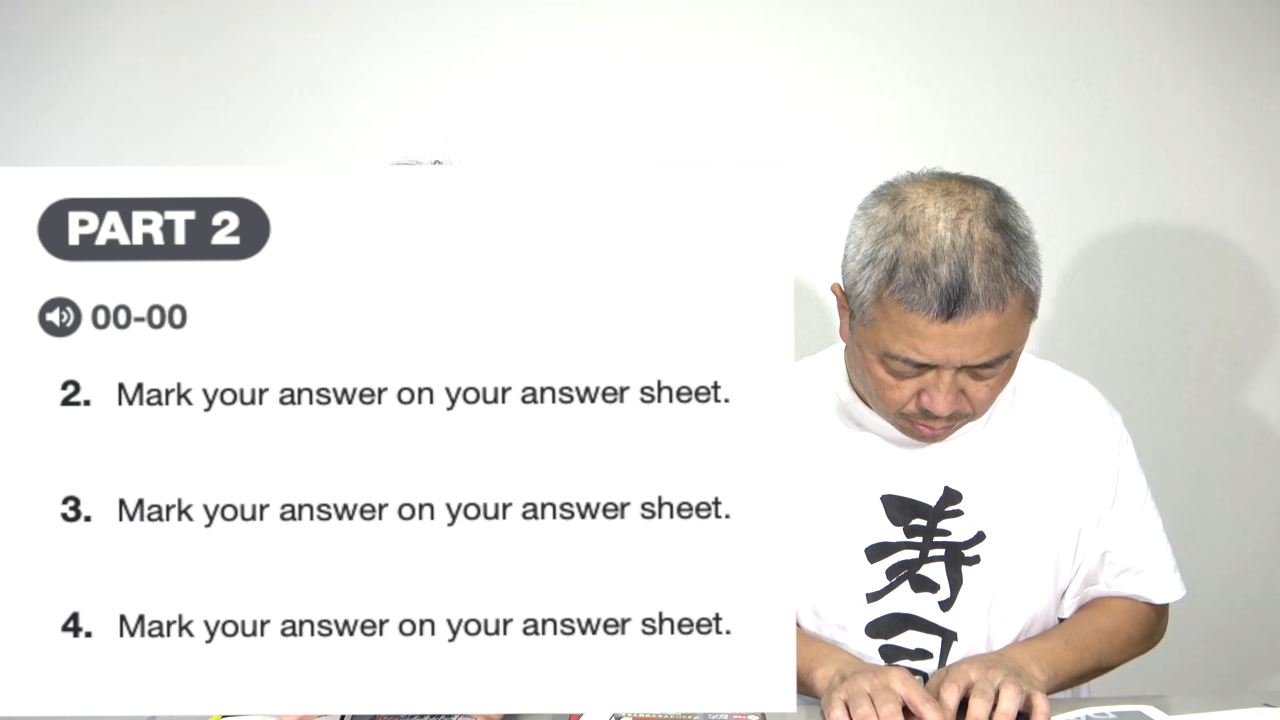 PART 2
00-00
2. Mark your answer on your answer sheet.
3. Mark your answer on your answer sheet.
4. Mark your answer on your answer sheet.
寿
司